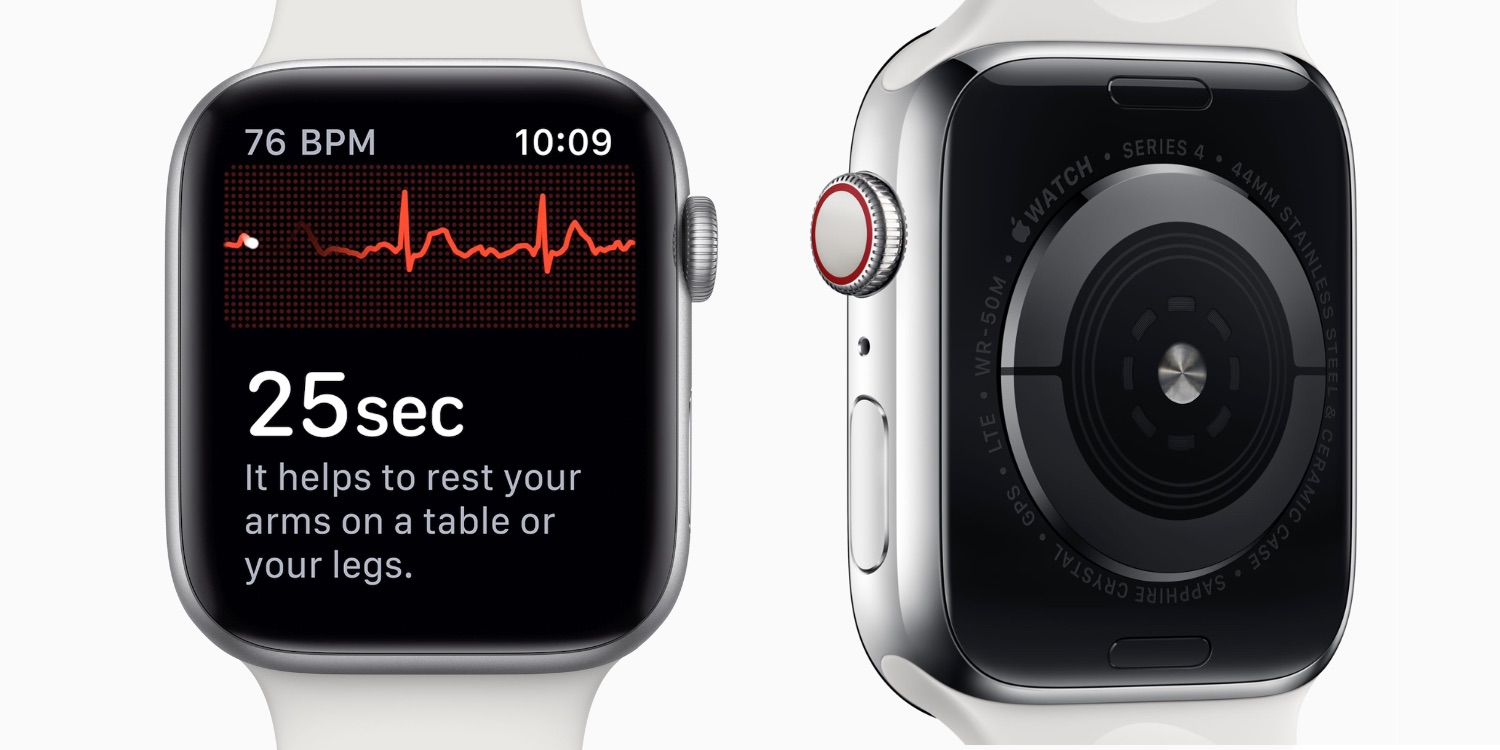 76 BPM
10:09
25sec
It helps to rest your
arms on a table or
your legs.
WATCH • SERIES 4 • 44MM STAINLESS STEEL & CERAMIC CASE • SAPPHIRE CRYSTAL • GPS • LTE • WR-50M •